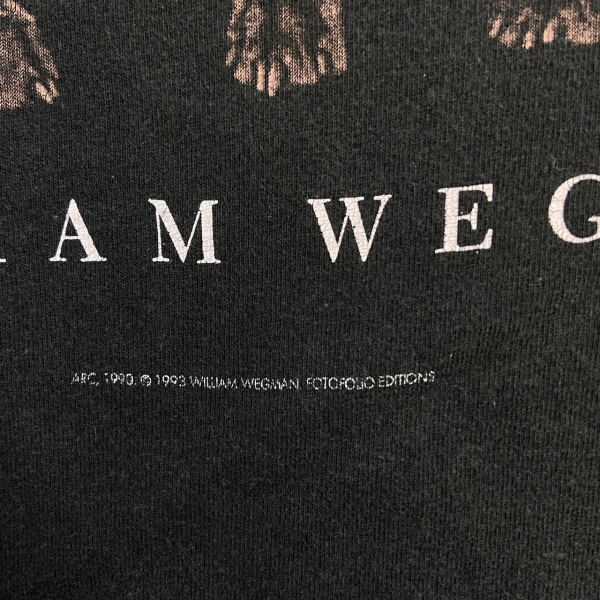 IAM WEG
ARC, 1990. © 1993 WILLIAM WEGMAN. FOTOFOLIO EDITIONS